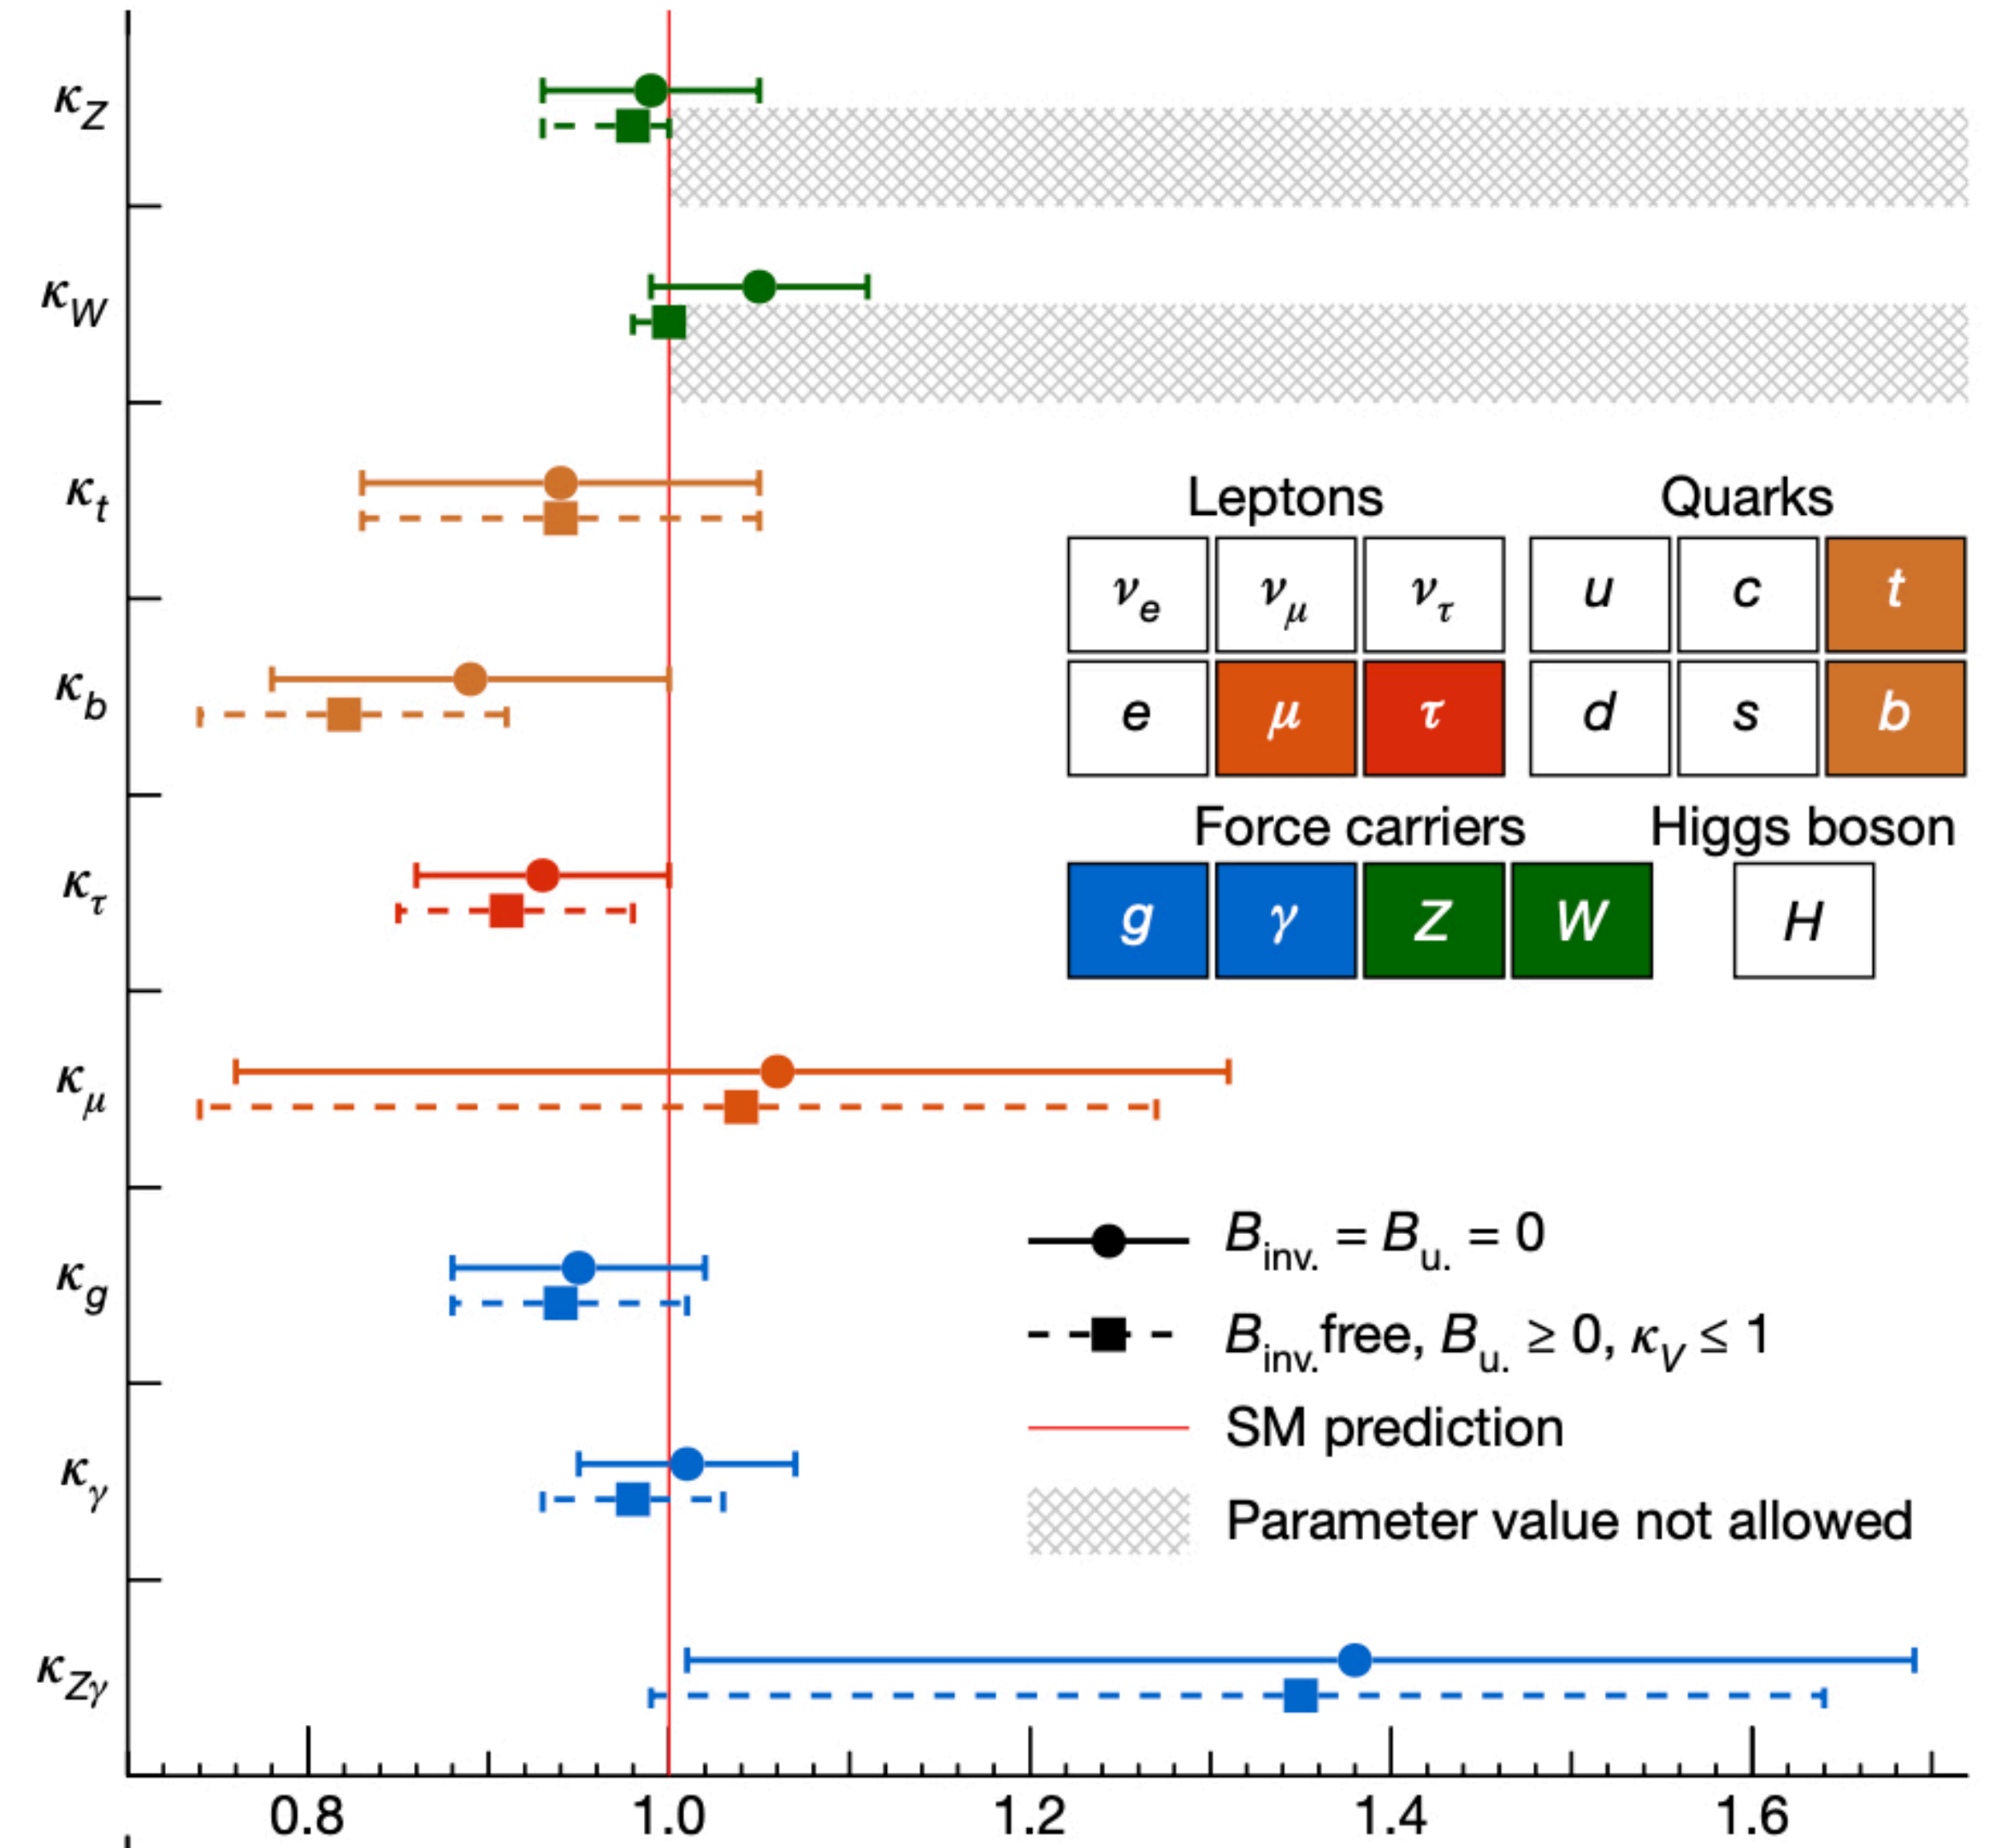 κZ
κW
κt
Leptons Quarks
νe νμ ντ u c t
κb
e μ τ d s b
Force carriers Higgs boson
κτ
g γ Z W H
κμ
κg
Binv. = Bu. = 0
Binv. free, Bu. ≥ 0, κV ≤ 1
SM prediction
κγ
Parameter value not allowed
κZγ
0.8 1.0 1.2 1.4 1.6